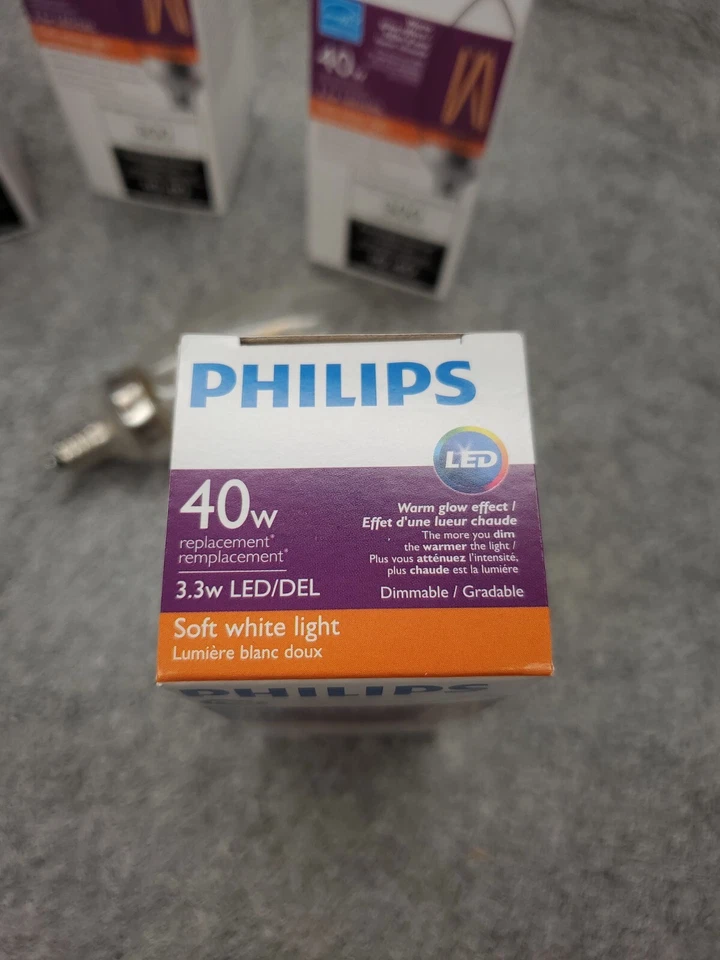 40w
PHILIPS
LED
40w
replacement*
remplacement*
3.3w LED/DEL
Warm glow effect /
Effet d'une lueur chaude
The more you dim
the warmer the light /
Plus vous atténuez l'intensité,
plus chaude est la lumière
Dimmable / Gradable
Soft white light
Lumière blanc doux
PHILIPS